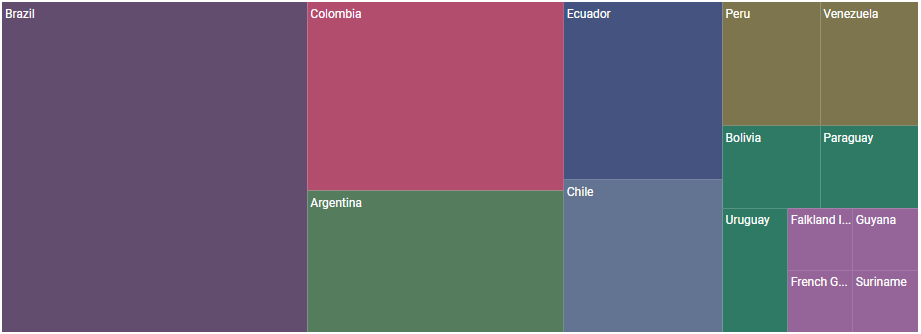 Brazil
Colombia
Ecuador
Peru
Venezuela
Bolivia
Paraguay
Chile
Argentina
Uruguay
Falkland I...
Guyana
French G...
Suriname